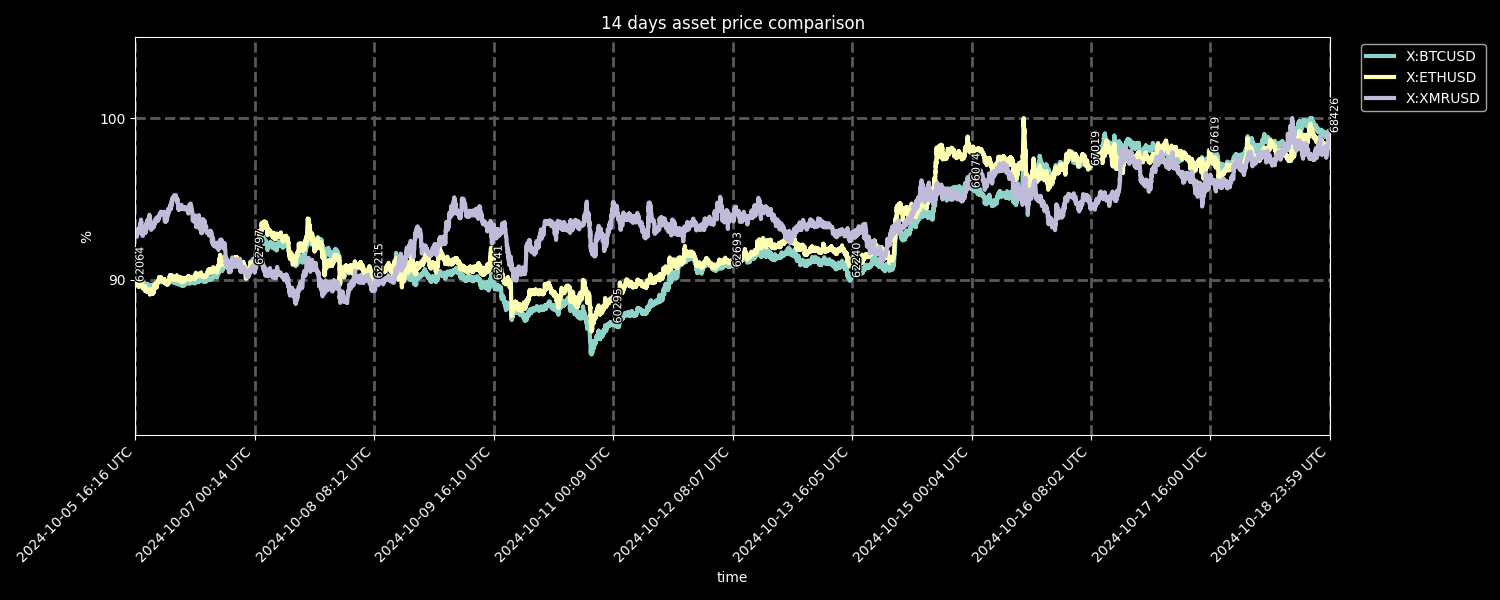 14 days asset price comparison
X:BTCUSD
X:ETHUSD
X:XMRUSD
100
90
%
62064
62797
62215
62141
60295
62693
62240
66074
67019
67619
68426
2024-10-05 16:16 UTC
2024-10-07 00:14 UTC
2024-10-08 08:12 UTC
2024-10-09 16:10 UTC
2024-10-11 00:09 UTC
2024-10-12 08:07 UTC
2024-10-13 16:05 UTC
2024-10-15 00:04 UTC
2024-10-16 08:02 UTC
2024-10-17 16:00 UTC
2024-10-18 23:59 UTC
time